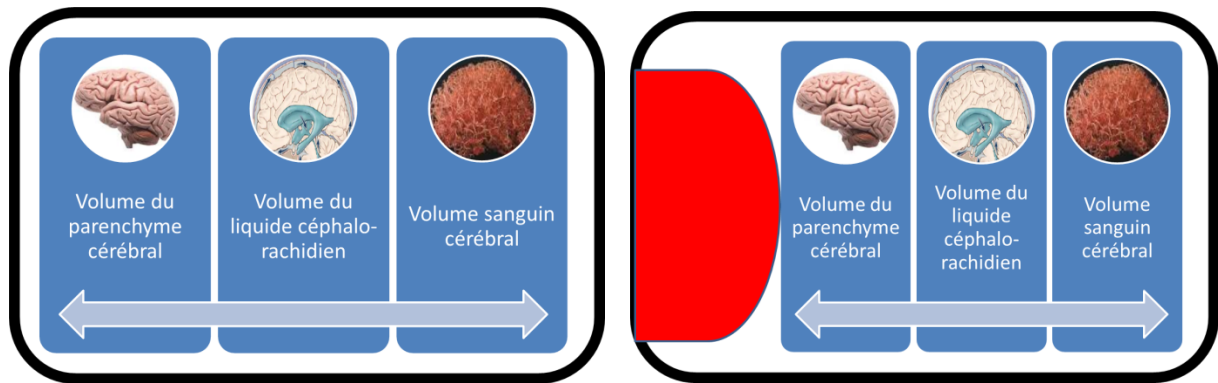 Volume du
parenchyme
cérébral
Volume du
liquide céphalo-
rachidien
Volume sanguin
cérébral
Volume du
parenchyme
cérébral
Volume du
liquide
céphalo-
rachidien
Volume
sanguin
cérébral